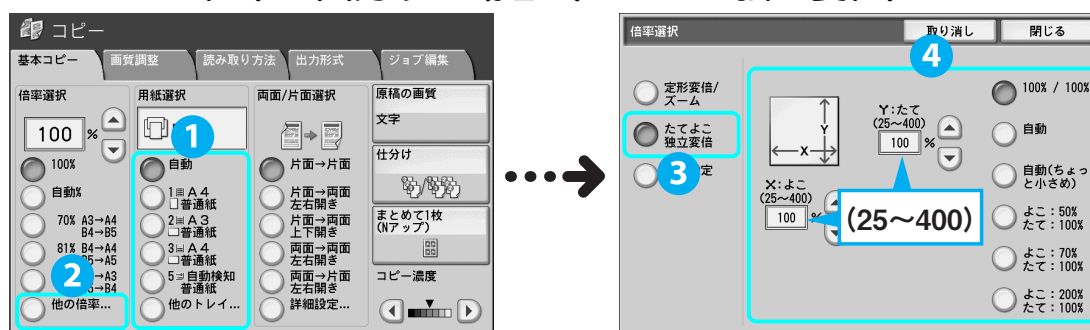 コピー
基本コピー
画質調整
読み取り方法
出力形式
ジョブ編集
倍率選択
100 %
100%
自動%
70% A3→A4
B4→B5
81% B4→A4
→A5
→A3
→B4
他の倍率...
2
用紙選択
1
自動
1 A4
普通紙
2 A3
普通紙
3 A4
普通紙
5 自動検知
普通紙
他のトレイ...
両面/片面選択
片面→片面
片面→両面
左右開き
片面→両面
上下開き
両面→両面
左右開き
両面→片面
左右開き
詳細設定...
原稿の画質
文字
仕分け
まとめて1枚
(Nアップ)
コピー濃度
倍率選択
取り消し
閉じる
4
定形変倍/
ズーム
たてよこ
独立変倍
3
定
Y
X
Y:たて
(25~400)
100 %
X:よこ
(25~400)
100 %
(25~400)
100% / 100%
自動
自動(ちょっ
と小さめ)
よこ:50%
たて:100%
よこ:70%
たて:100%
よこ:200%
たて:100%